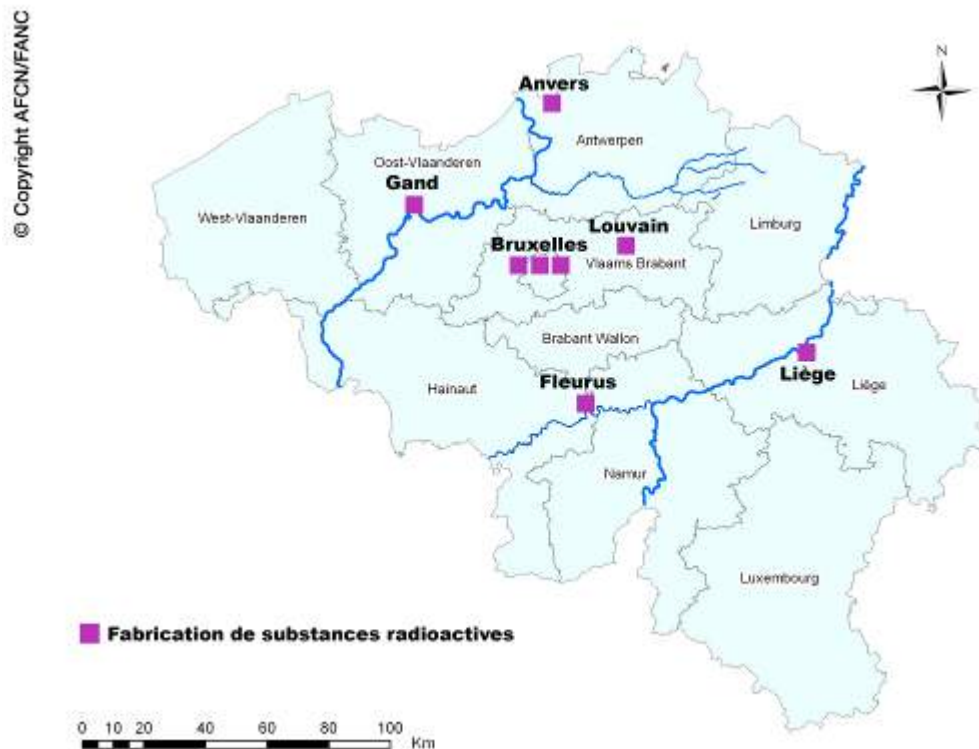 © Copyright AFCN/FANC
N
Anvers
Antwerpen
Oost-Vlaanderen
Gand
West-Vlaanderen
Limburg
Louvain
Bruxelles
Vlaams Brabant
Brabant Wallon
Hainaut
Fleurus
Liège
Liège
Namur
Luxembourg
Fabrication de substances radioactives
0 10 20 40 60 80 100
Km